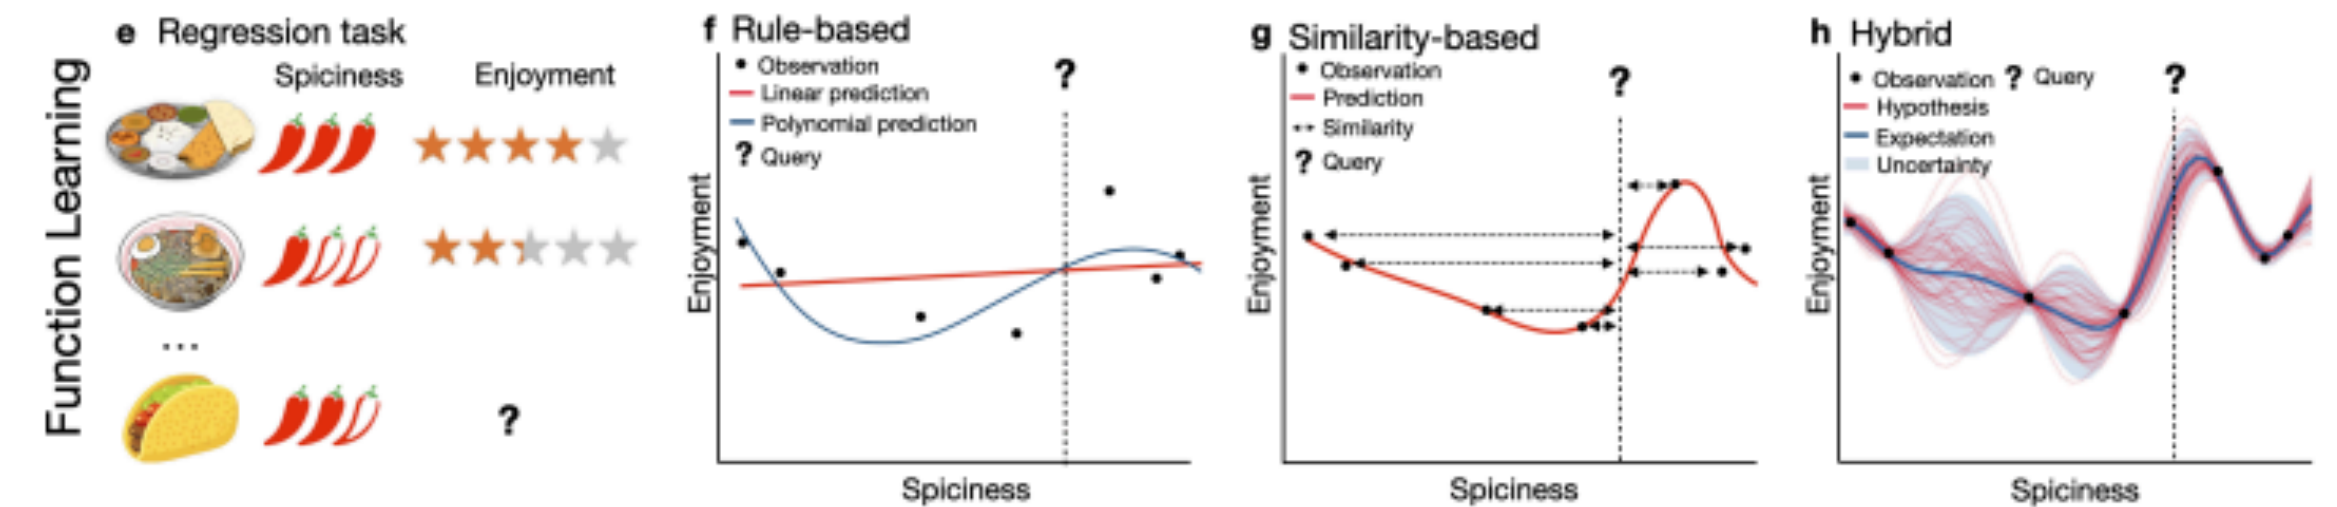 Function Learning
e Regression task
Spiciness Enjoyment
...
?
f Rule-based
Observation
Linear prediction
Polynomial prediction
? Query
?
Enjoyment
Spiciness
g Similarity-based
Observation
Prediction
Similarity
? Query
?
Enjoyment
Spiciness
h Hybrid
Observation ? Query
Hypothesis
Expectation
Uncertainty
?
Enjoyment
Spiciness